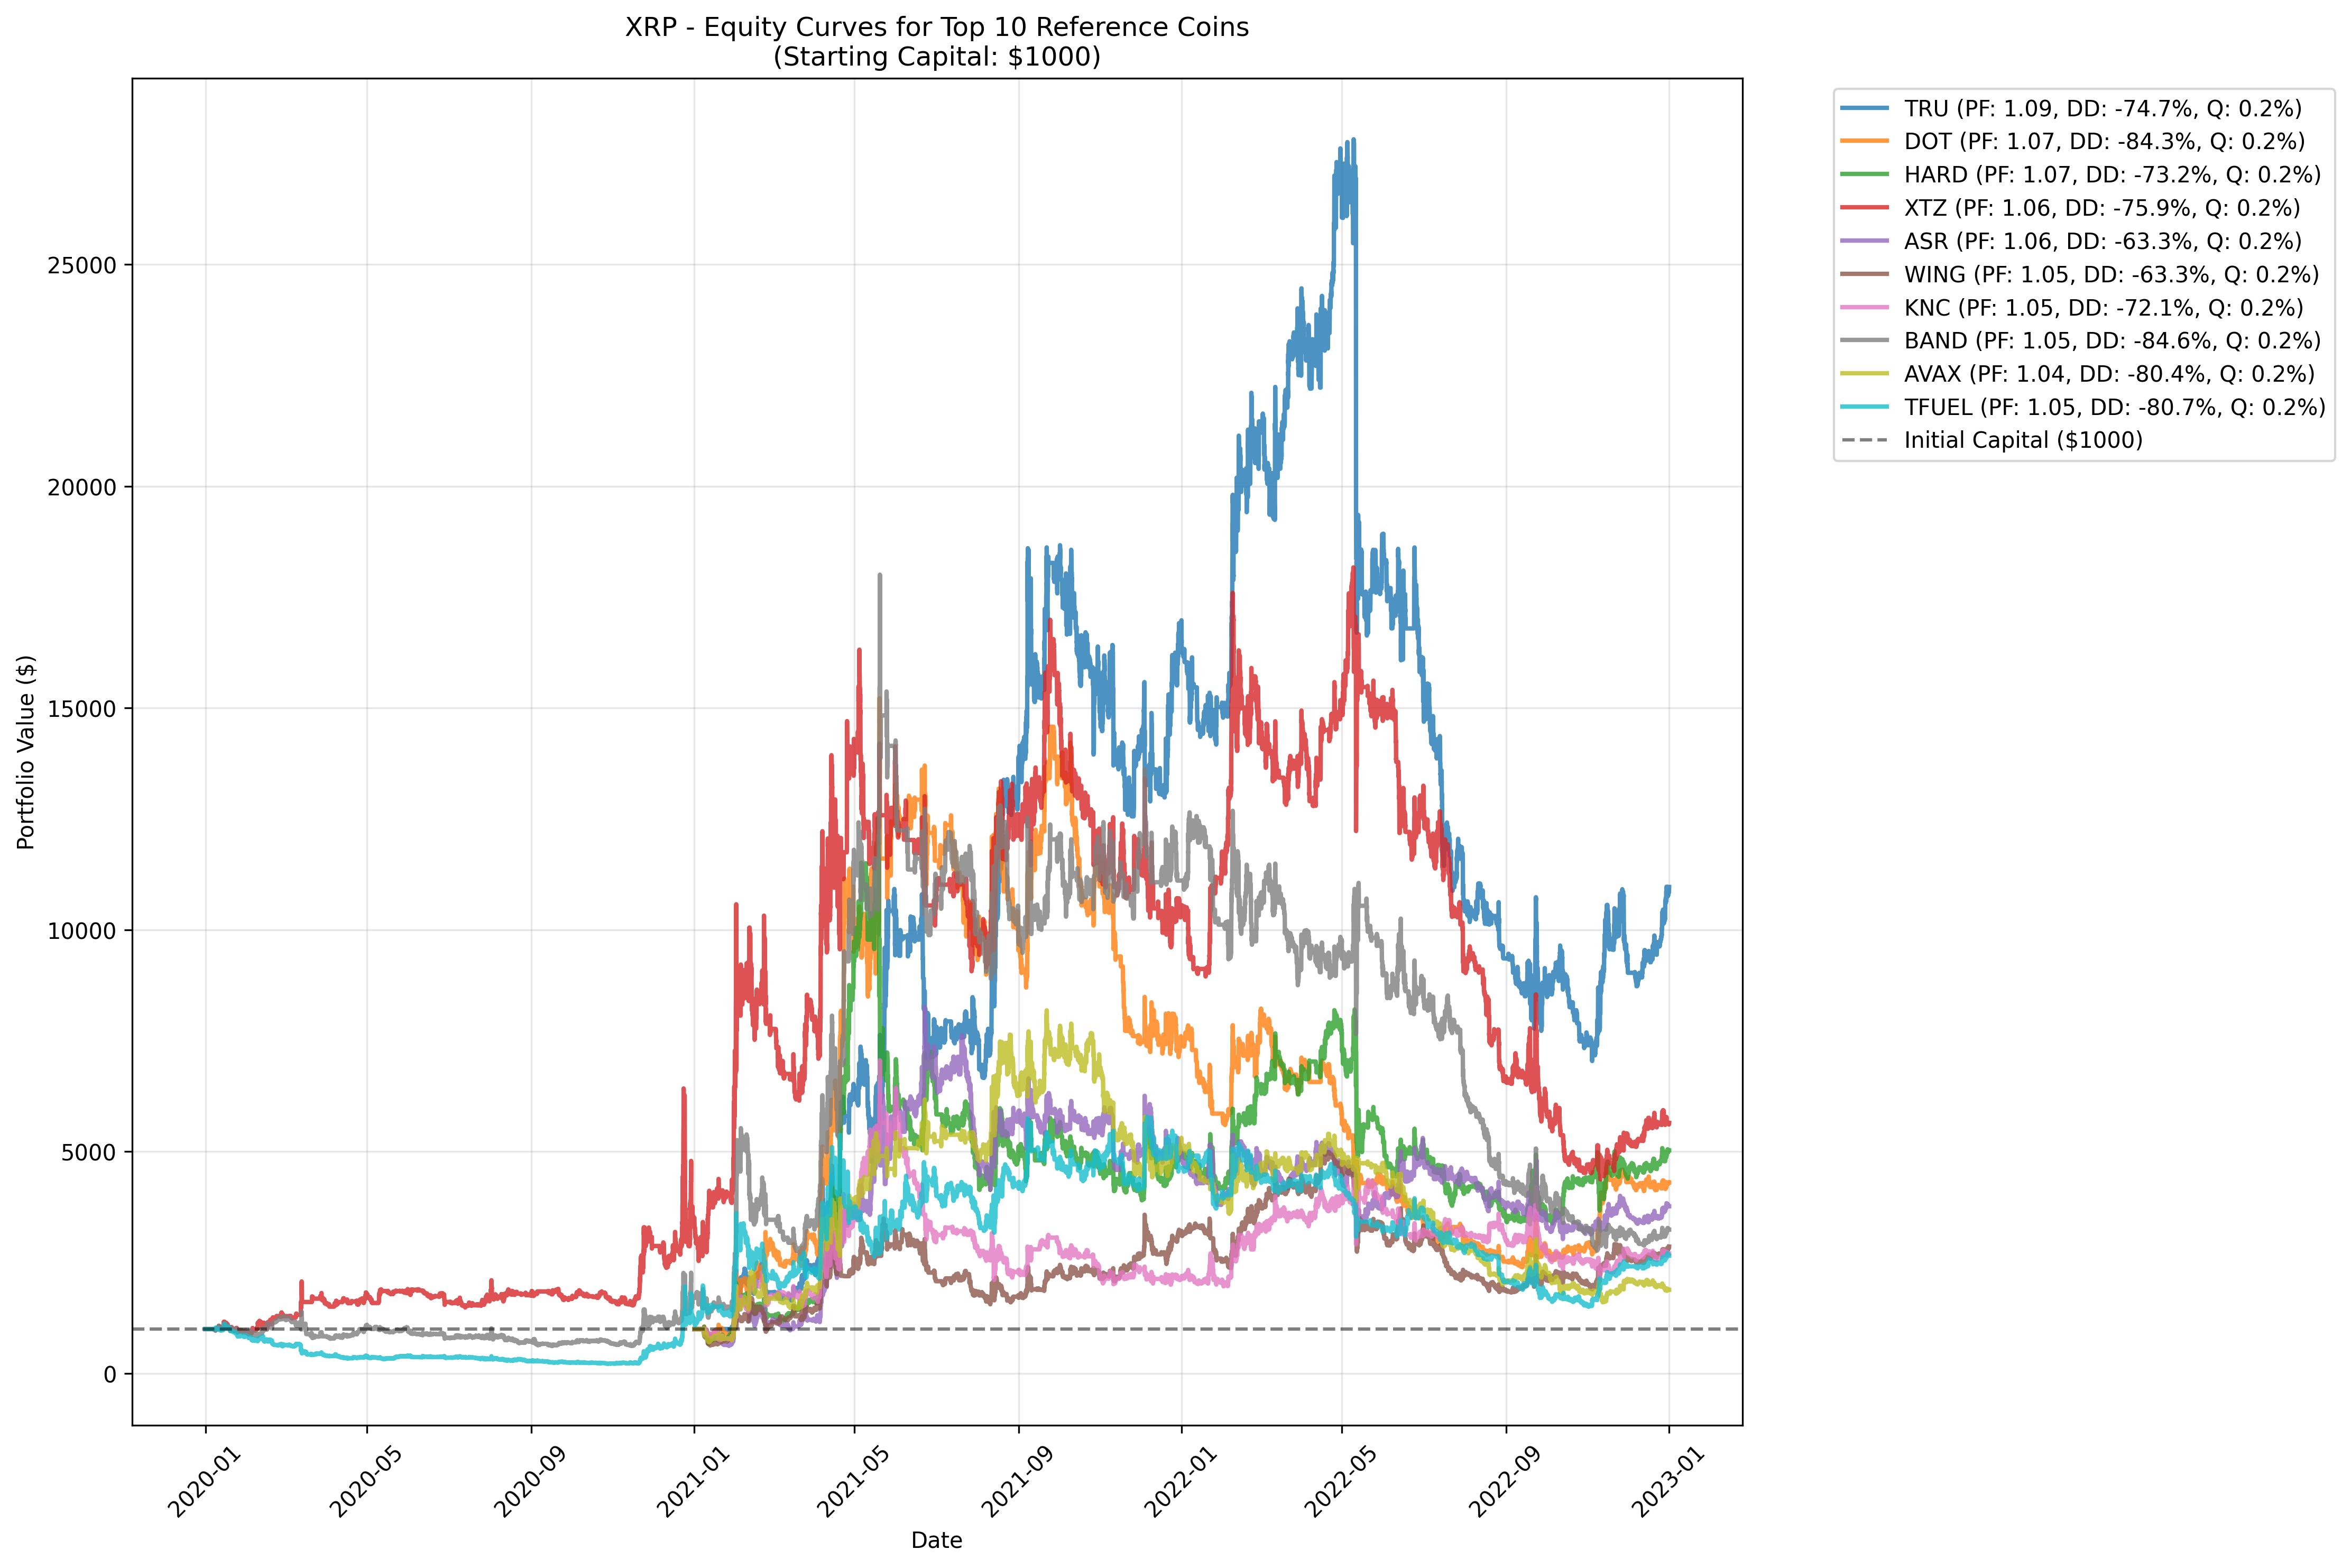 XRP - Equity Curves for Top 10 Reference Coins
(Starting Capital: $1000)
TRU (PF: 1.09, DD: -74.7%, Q: 0.2%)
DOT (PF: 1.07, DD: -84.3%, Q: 0.2%)
HARD (PF: 1.07, DD: -73.2%, Q: 0.2%)
XTZ (PF: 1.06, DD: -75.9%, Q: 0.2%)
ASR (PF: 1.06, DD: -63.3%, Q: 0.2%)
WING (PF: 1.05, DD: -63.3%, Q: 0.2%)
KNC (PF: 1.05, DD: -72.1%, Q: 0.2%)
BAND (PF: 1.05, DD: -84.6%, Q: 0.2%)
AVAX (PF: 1.04, DD: -80.4%, Q: 0.2%)
TFUEL (PF: 1.05, DD: -80.7%, Q: 0.2%)
Initial Capital ($1000)
Portfolio Value ($)
25000
20000
15000
10000
5000
0
2020-01
2020-05
2020-09
2021-01
2021-05
2021-09
2022-01
2022-05
2022-09
2023-01
Date